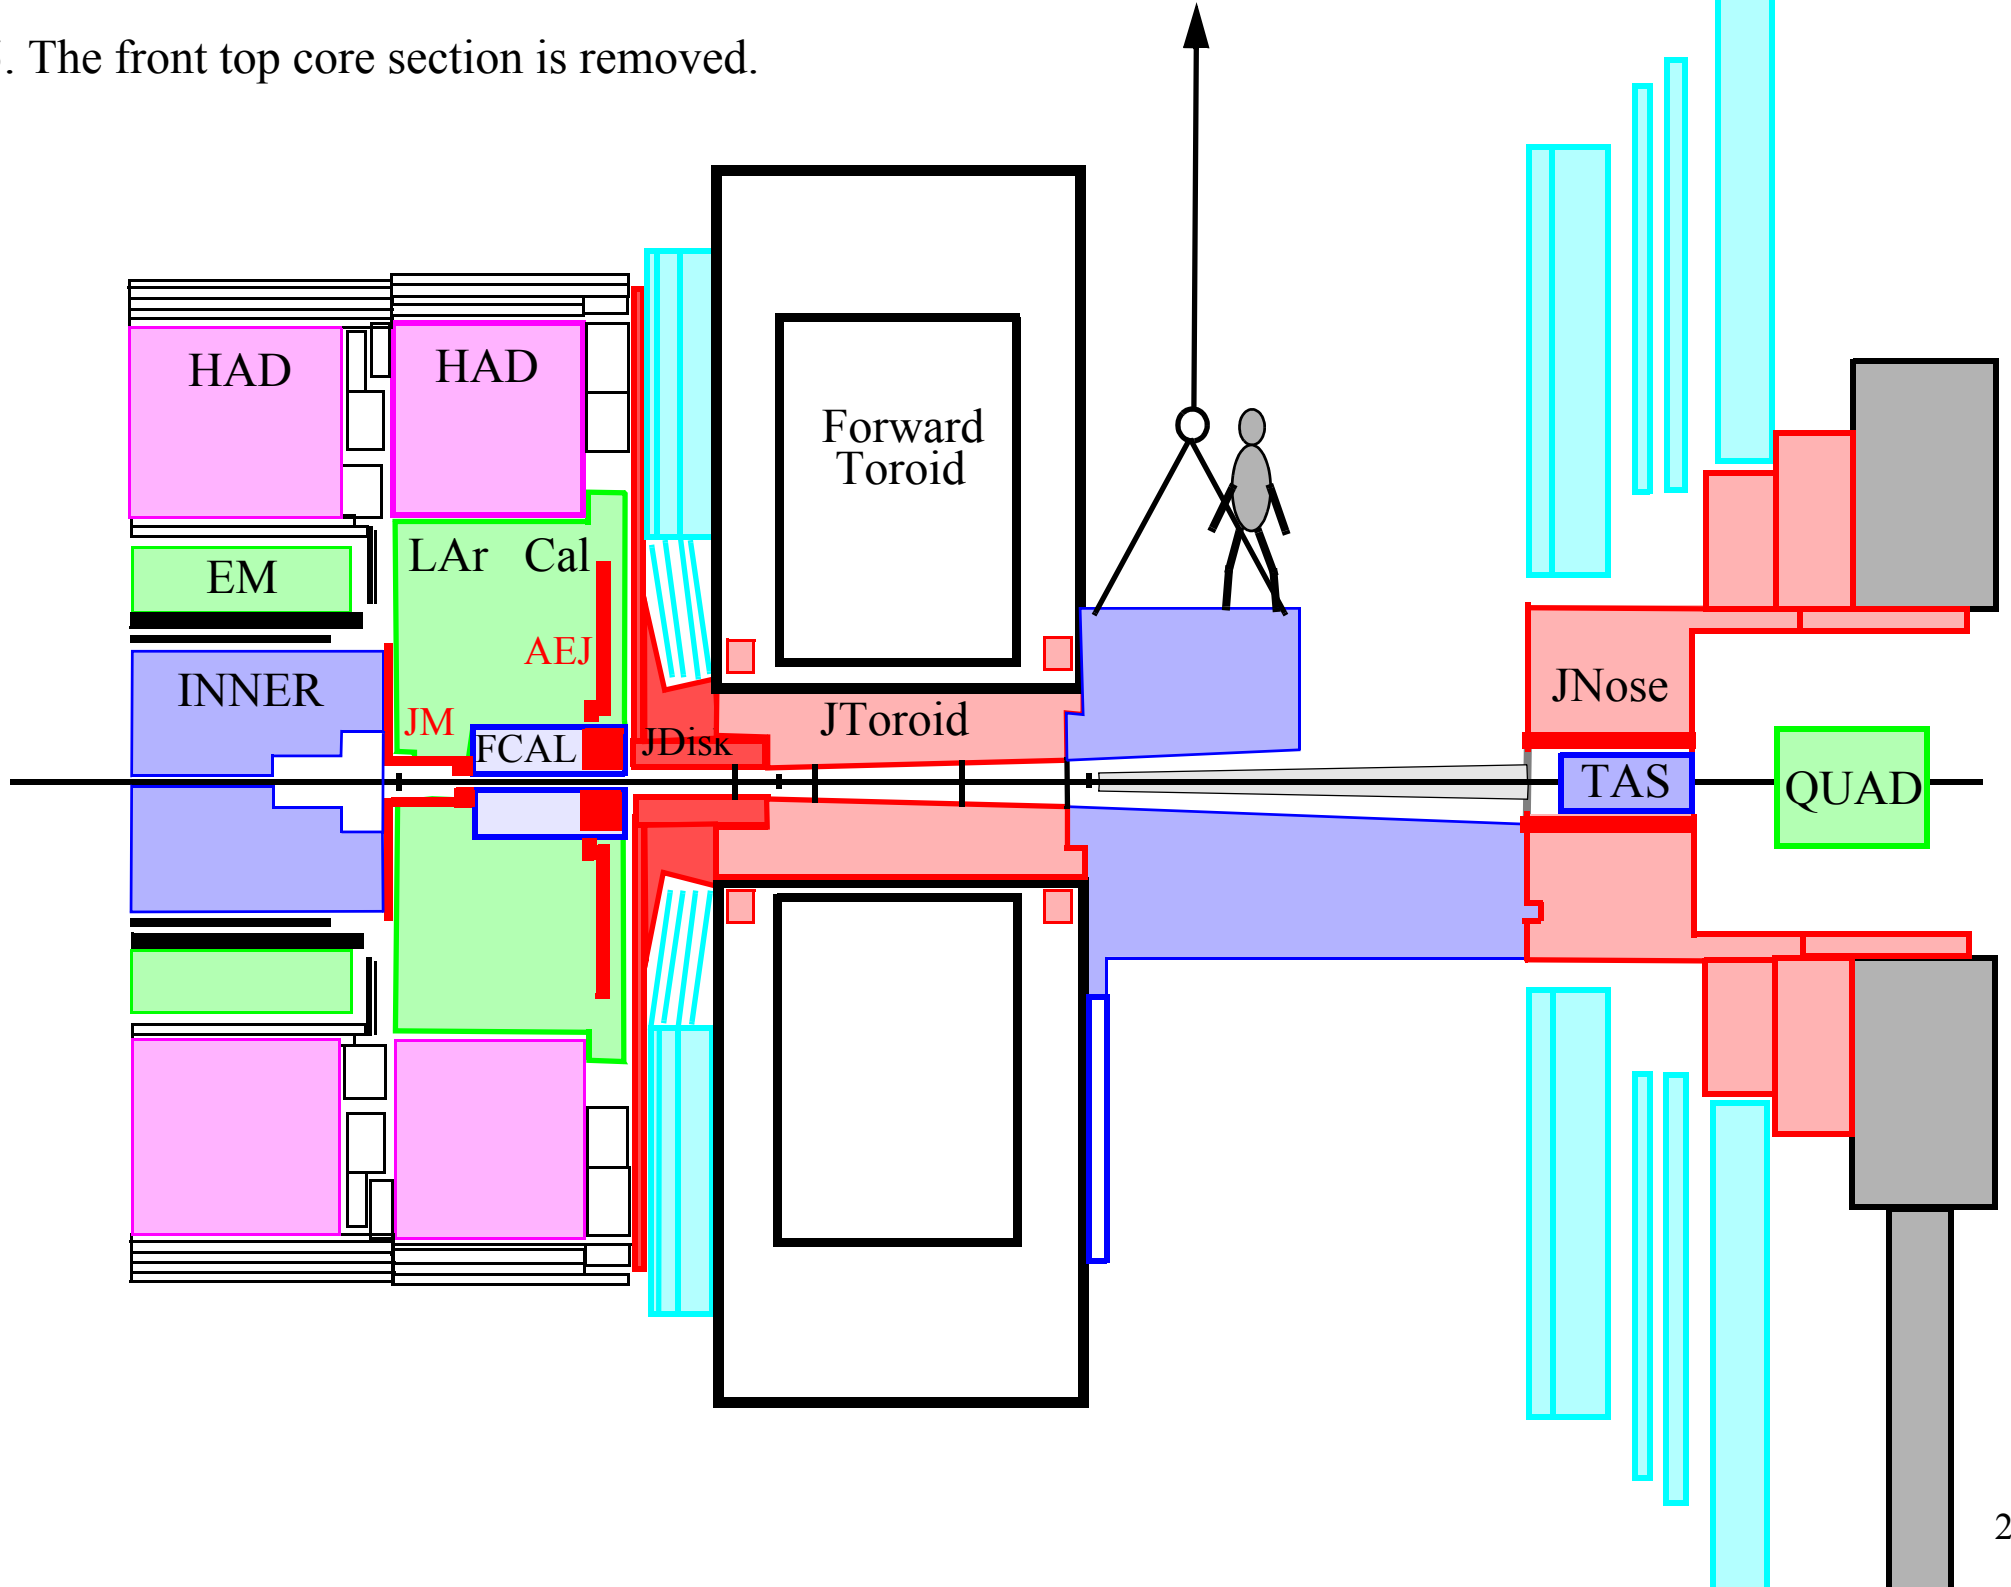 . The front top core section is removed.
HAD
HAD
Forward
Toroid
LAr Cal
EM
AEJ
INNER
JM
JToroid
JNose
FCAL
JDisk
TAS
QUAD
2